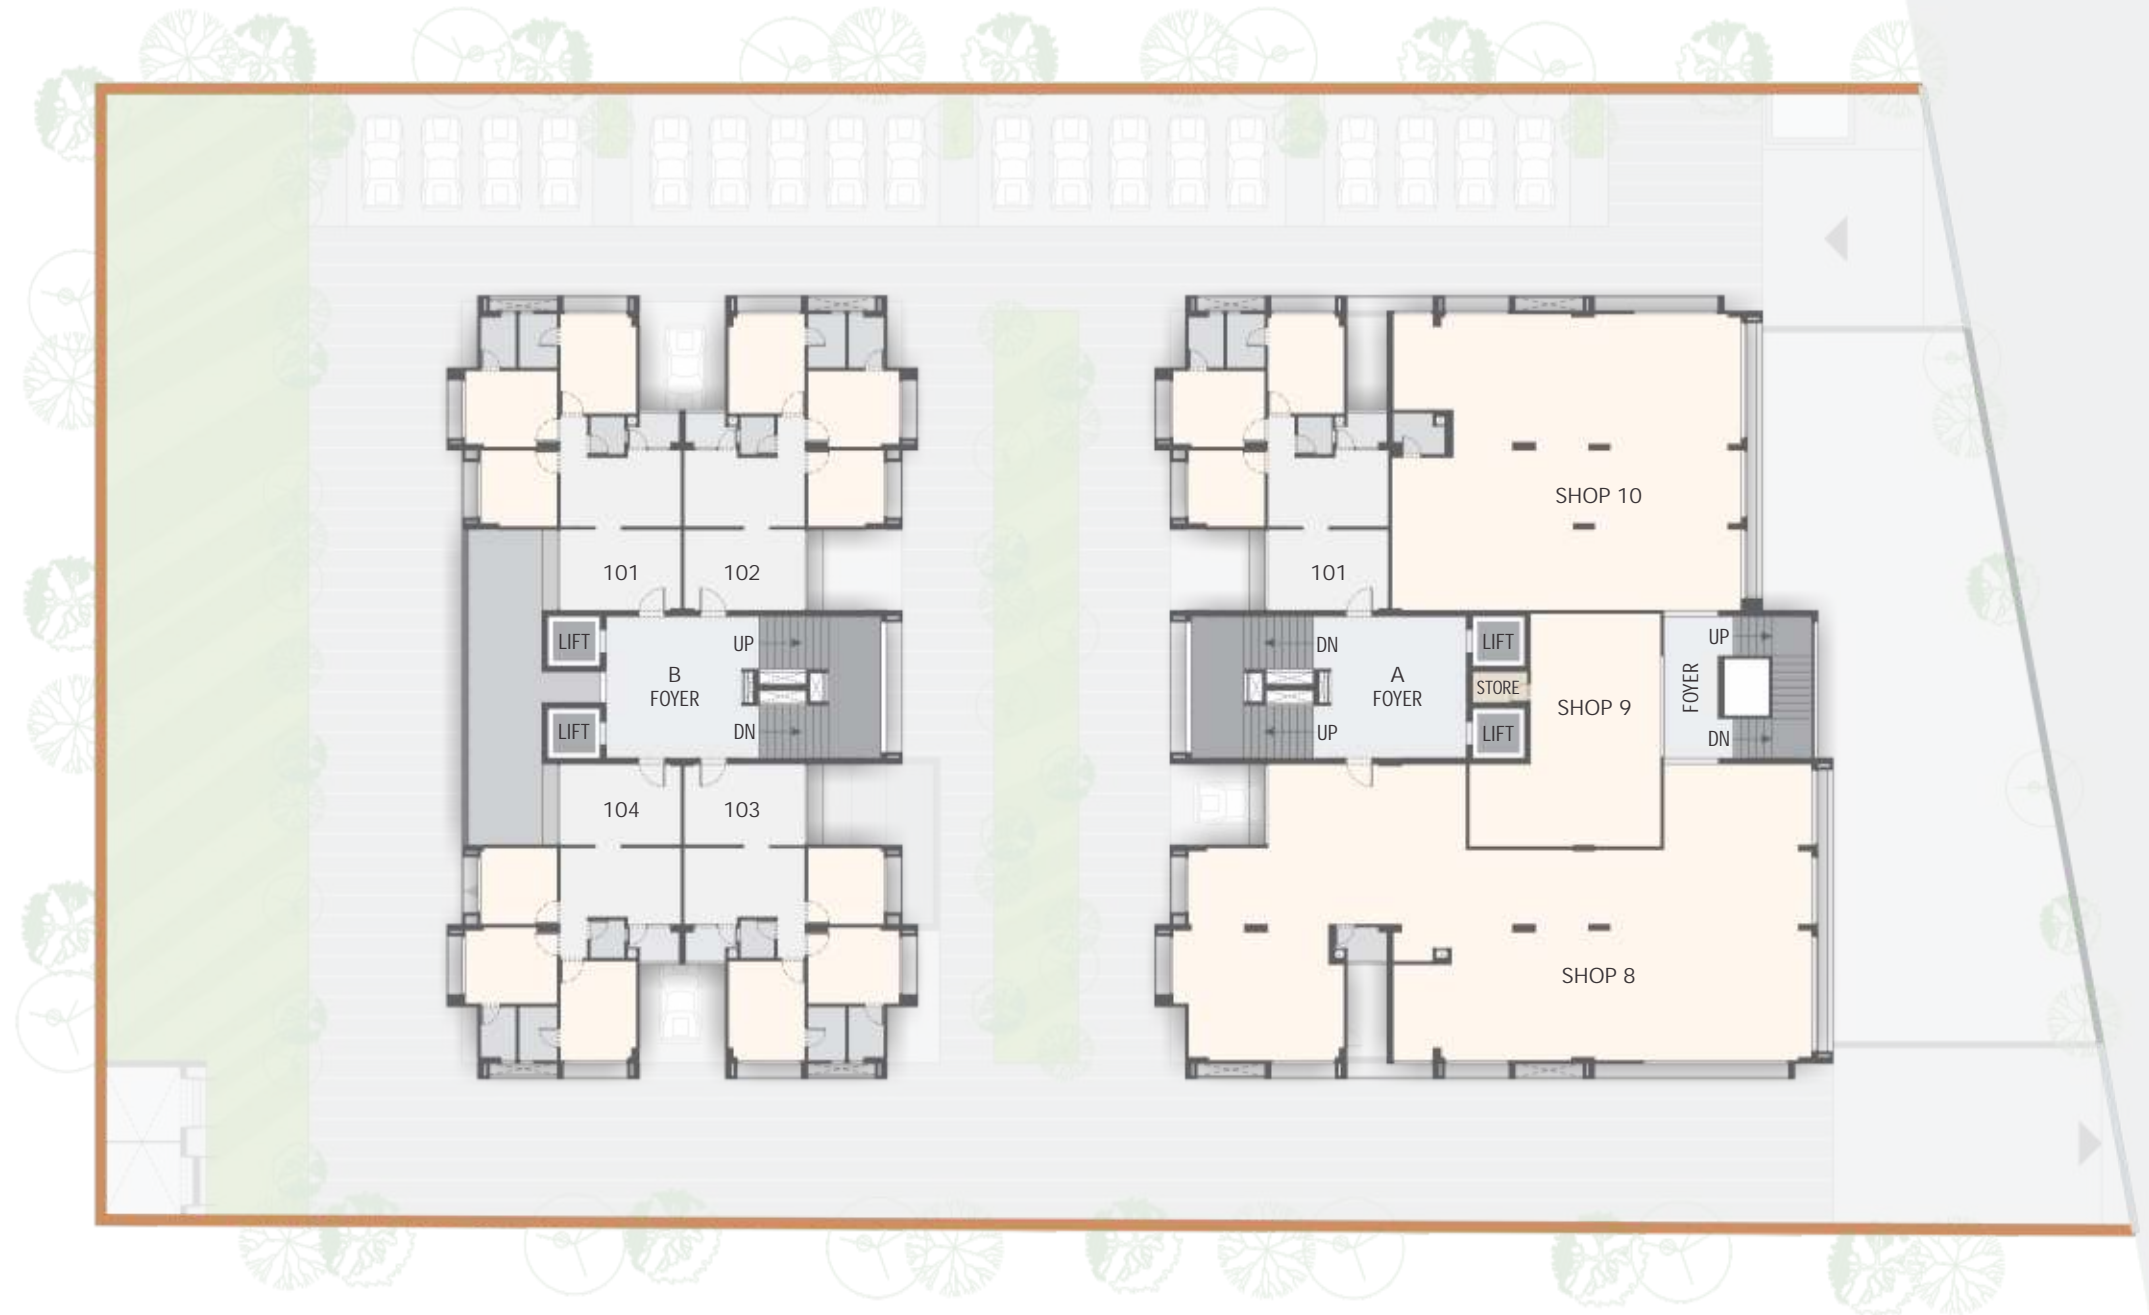 SHOP 10
101
102
101
LIFT
UP
B
FOYER
DN
LIFT
DN
A
FOYER
UP
LIFT
STORE
LIFT
SHOP 9
FOYER
UP
DN
104
103
SHOP 8